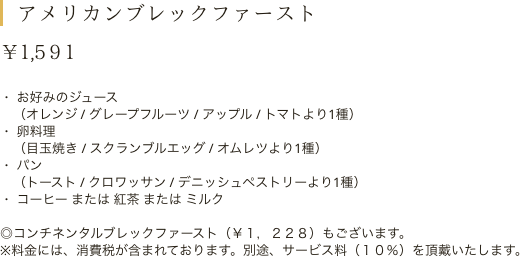 アメリカンブレックファースト
￥1,５９１
・ お好みのジュース
（オレンジ / グレープフルーツ / アップル / トマトより1種）
・ 卵料理
（目玉焼き / スクランブルエッグ / オムレツより1種）
・ パン
（トースト / クロワッサン / デニッシュペストリーより1種）
・ コーヒー または 紅茶 または ミルク
◎コンチネンタルブレックファースト（￥１，２２８）もございます。
※料金には、消費税が含まれております。別途、サービス料（１０％）を頂戴いたします。